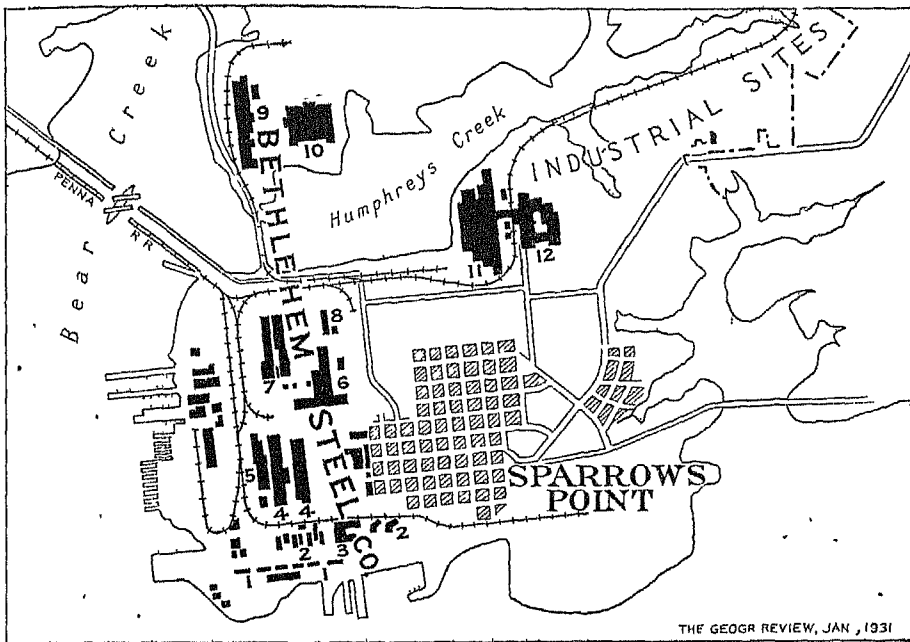 Bear Creek
PENNA
RR
BETHLEHEM STEEL CO
Humphreys Creek
INDUSTRIAL SITES
9
10
11
12
8
7
6
5
4 4
2
3
2
1
1
SPARROWS
POINT
THE GEOGR REVIEW, JAN, 1931